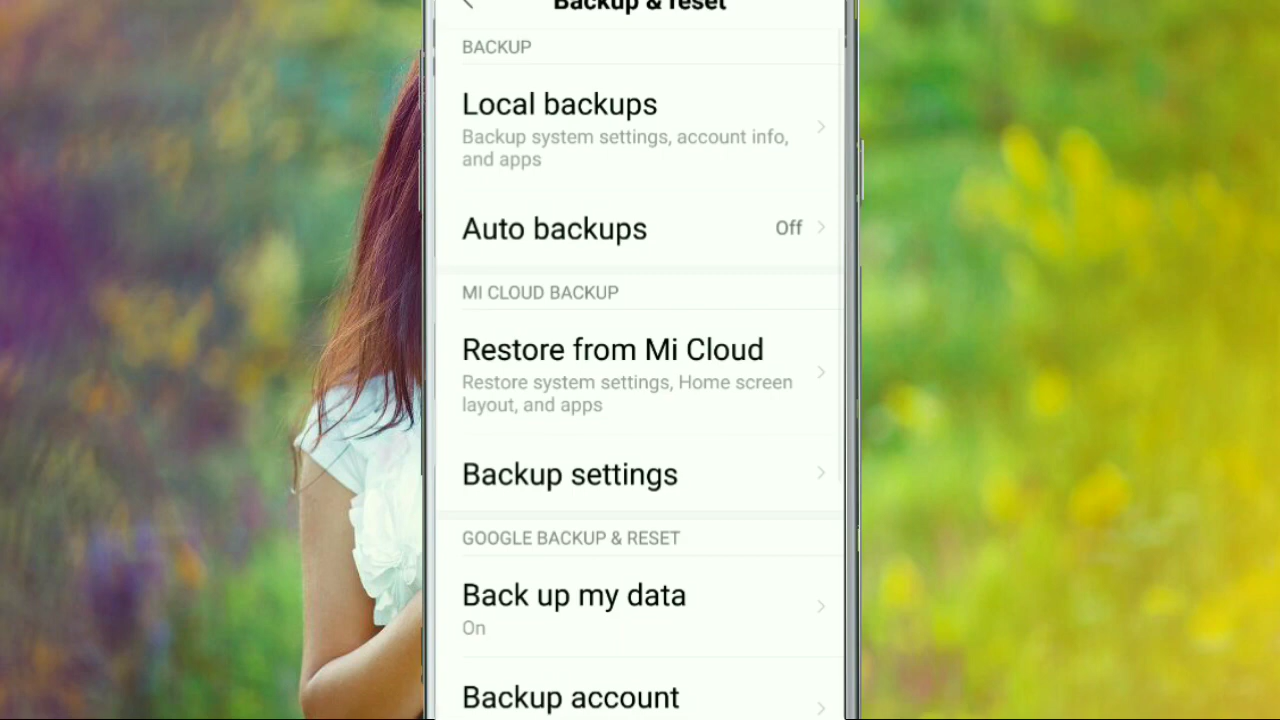 Backup & reset
BACKUP
Local backups
Backup system settings, account info,
and apps
Auto backups
Off
MI CLOUD BACKUP
Restore from Mi Cloud
Restore system settings, Home screen
layout, and apps
Backup settings
GOOGLE BACKUP & RESET
Back up my data
On
Backup account